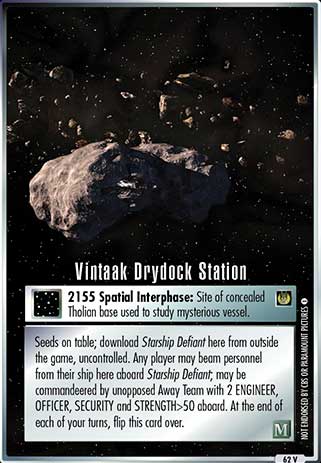 Vintaak Drydock Station
2155 Spatial Interphase: Site of concealed
Tholian base used to study mysterious vessel.
Seeds on table; download Starship Defiant here from outside
the game, uncontrolled. Any player may beam personnel
from their ship here aboard Starship Defiant; may be
commandeered by unopposed Away Team with 2 ENGINEER,
OFFICER, SECURITY and STRENGTH>50 aboard. At the end of
each of your turns, flip this card over.
M
NOT ENDORSED BY CBS OR PARAMOUNT PICTURES
62 V